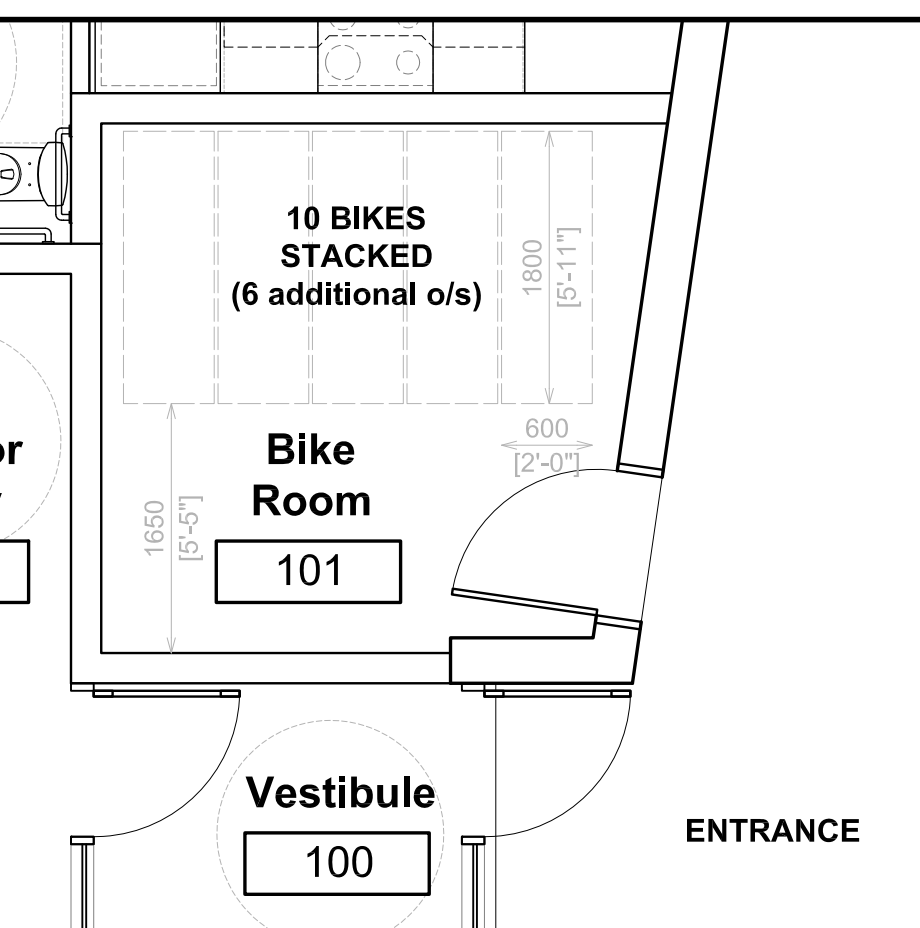 10 BIKES
STACKED
(6 additional o/s)
1800
[5'-11"]
600
[2'-0"]
Bike
Room
101
1650
[5'-5"]
or
y
Vestibule
100
ENTRANCE